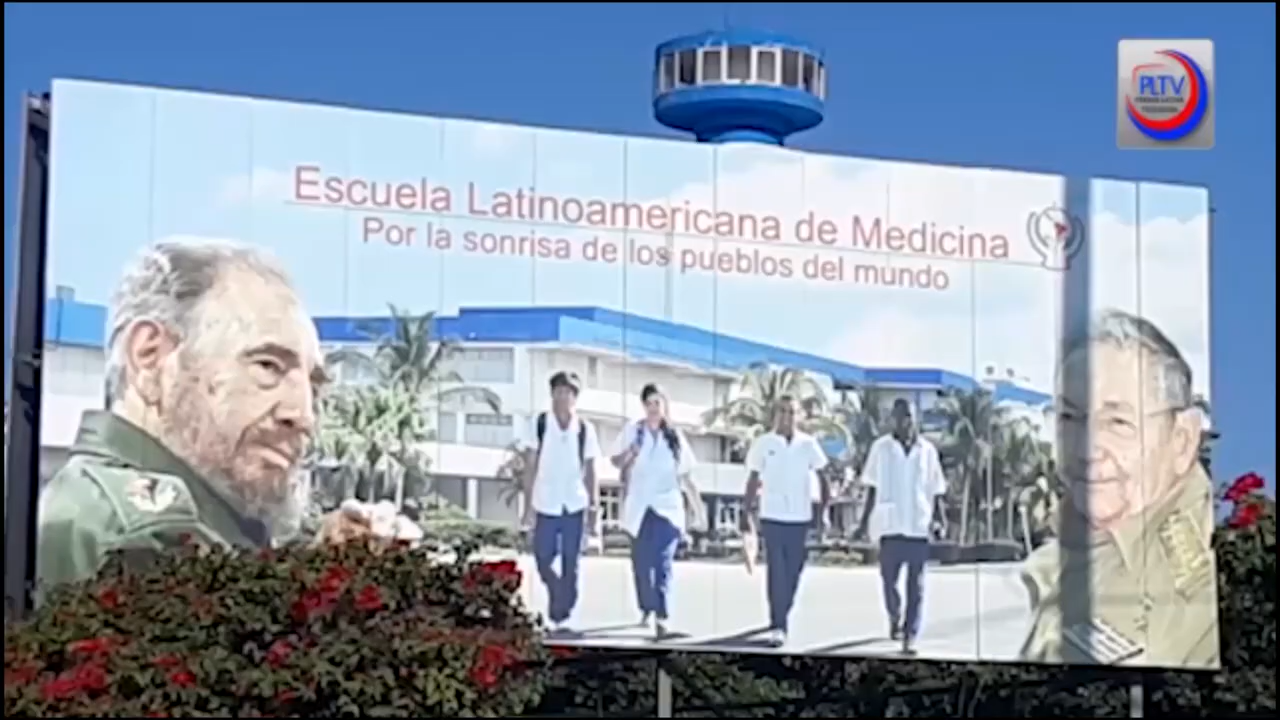 Escuela Latinoamericana de Medicina
Por la sonrisa de los pueblos del mundo
PLTV